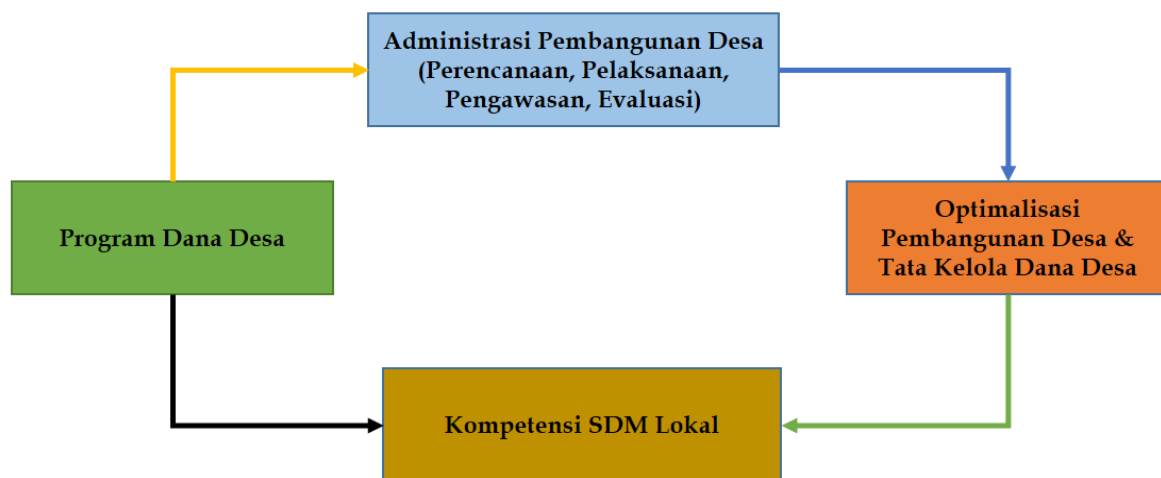 Administrasi Pembangunan Desa
(Perencanaan, Pelaksanaan,
Pengawasan, Evaluasi)
Program Dana Desa
Optimalisasi
Pembangunan Desa &
Tata Kelola Dana Desa
Kompetensi SDM Lokal